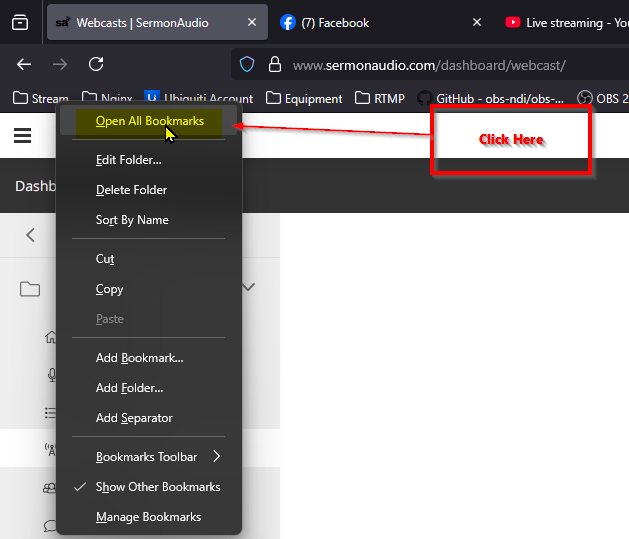 Webcasts | SermonAudio
(7) Facebook
Live streaming - You
www.sermonaudio.com/dashboard/webcast/
Stream
Nginx
Ubiquiti Account
Equipment
RTMP
GitHub - obs-ndi/obs-...
OBS 2
Open All Bookmarks
Click Here
Edit Folder...
Dashb
Delete Folder
Sort By Name
Cut
Copy
Paste
Add Bookmark...
Add Folder...
Add Separator
Bookmarks Toolbar
Show Other Bookmarks
Manage Bookmarks